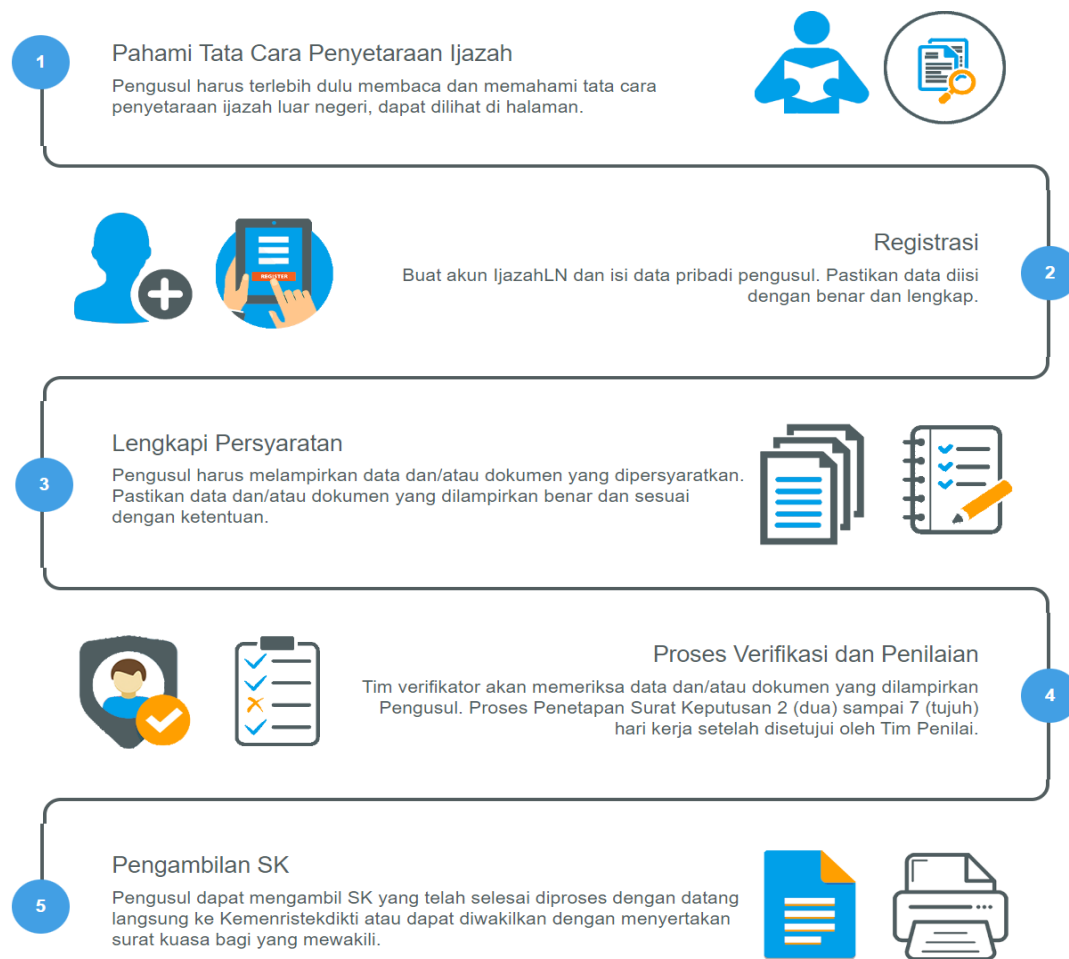 1
Pahami Tata Cara Penyetaraan Ijazah
Pengusul harus terlebih dulu membaca dan memahami tata cara
penyetaraan ijazah luar negeri, dapat dilihat di halaman.
REGISTER
Registrasi
2
Buat akun IjazahLN dan isi data pribadi pengusul. Pastikan data diisi
dengan benar dan lengkap.
3
Lengkapi Persyaratan
Pengusul harus melampirkan data dan/atau dokumen yang dipersyaratkan.
Pastikan data dan/atau dokumen yang dilampirkan benar dan sesuai
dengan ketentuan.
Proses Verifikasi dan Penilaian
4
Tim verifikator akan memeriksa data dan/atau dokumen yang dilampirkan
Pengusul. Proses Penetapan Surat Keputusan 2 (dua) sampai 7 (tujuh)
hari kerja setelah disetujui oleh Tim Penilai.
5
Pengambilan SK
Pengusul dapat mengambil SK yang telah selesai diproses dengan datang
langsung ke Kemenristekdikti atau dapat diwakilkan dengan menyertakan
surat kuasa bagi yang mewakili.